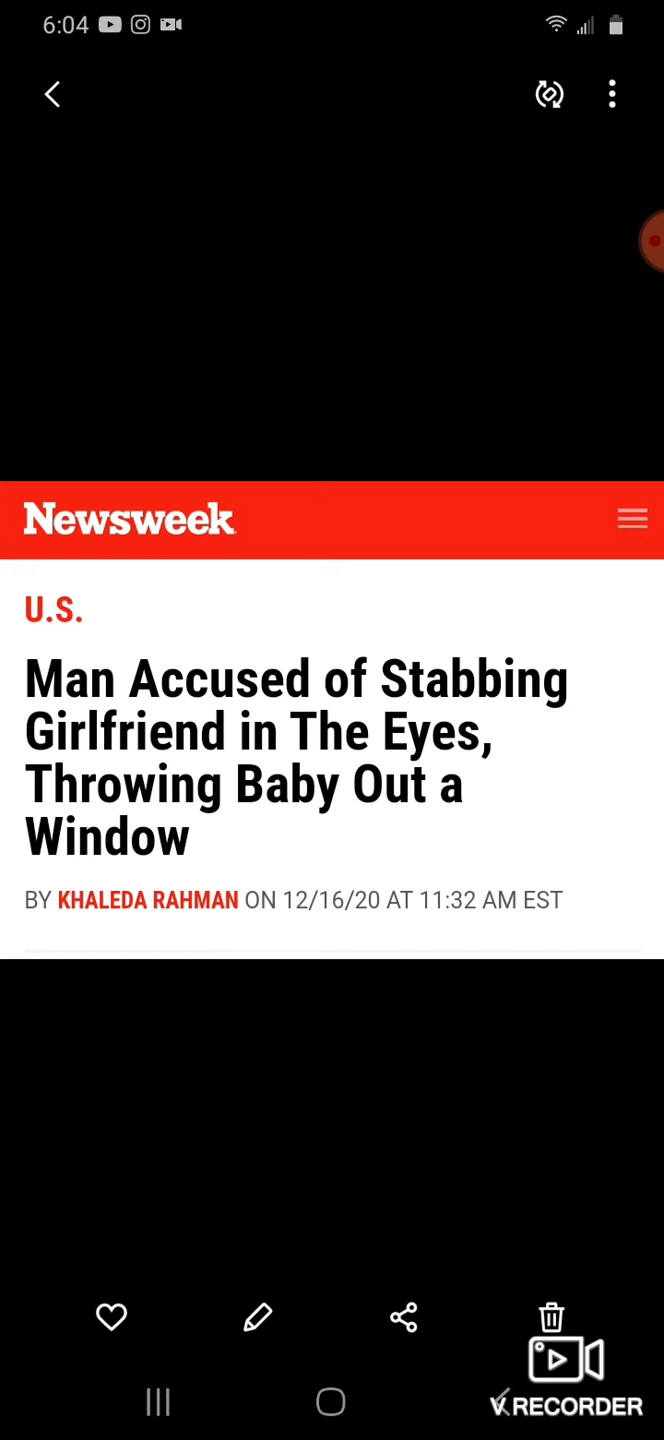 6:04
Newsweek
U.S.
Man Accused of Stabbing
Girlfriend in The Eyes,
Throwing Baby Out a
Window
BY KHALEDA RAHMAN ON 12/16/20 AT 11:32 AM EST
V.RECORDER